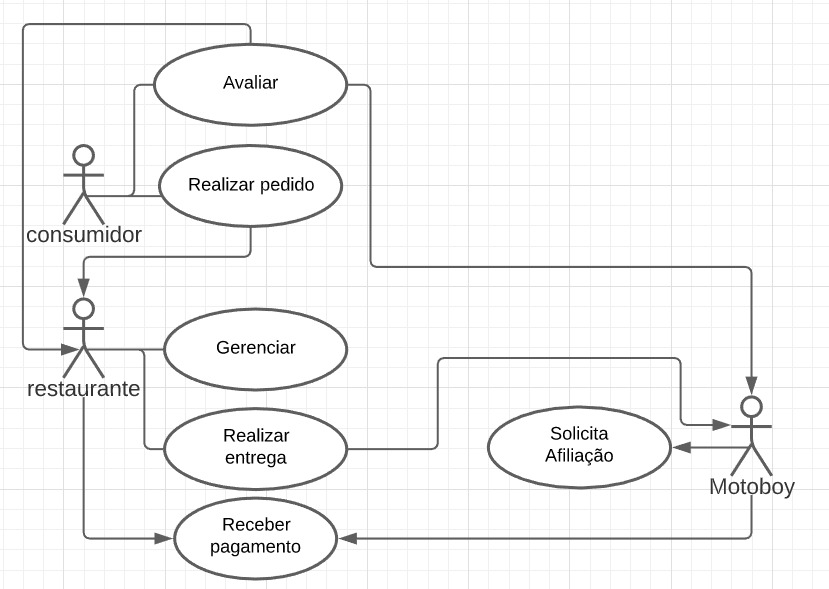 Avaliar
Realizar pedido
consumidor
Gerenciar
restaurante
Realizar
entrega
Solicita
Afiliação
Motoboy
Receber
pagamento